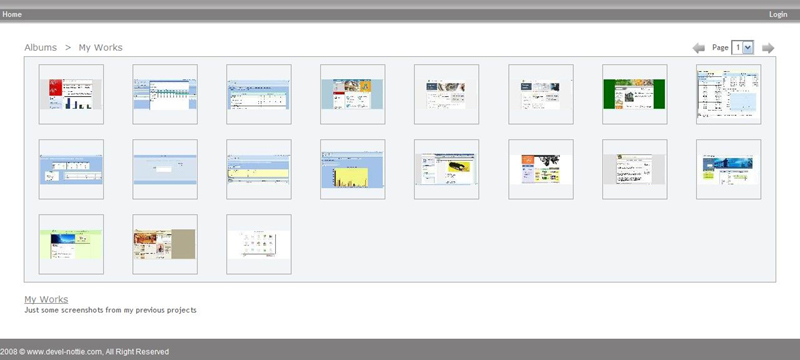 Home Login
Albums > My Works Page 1
My Works
Just some screenshots from my previous projects
2008 © www.devel-nottie.com, All Right Reserved